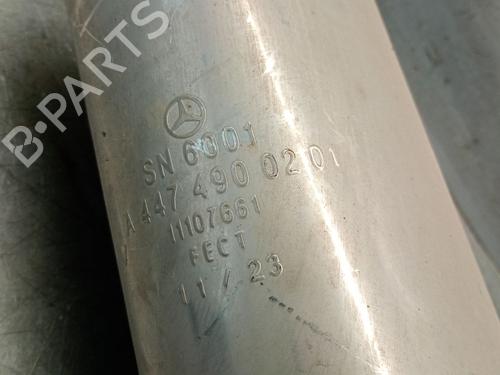 B-PARTS
SN 6001
A 447 490 02 01
11107661
FECT
11 / 23